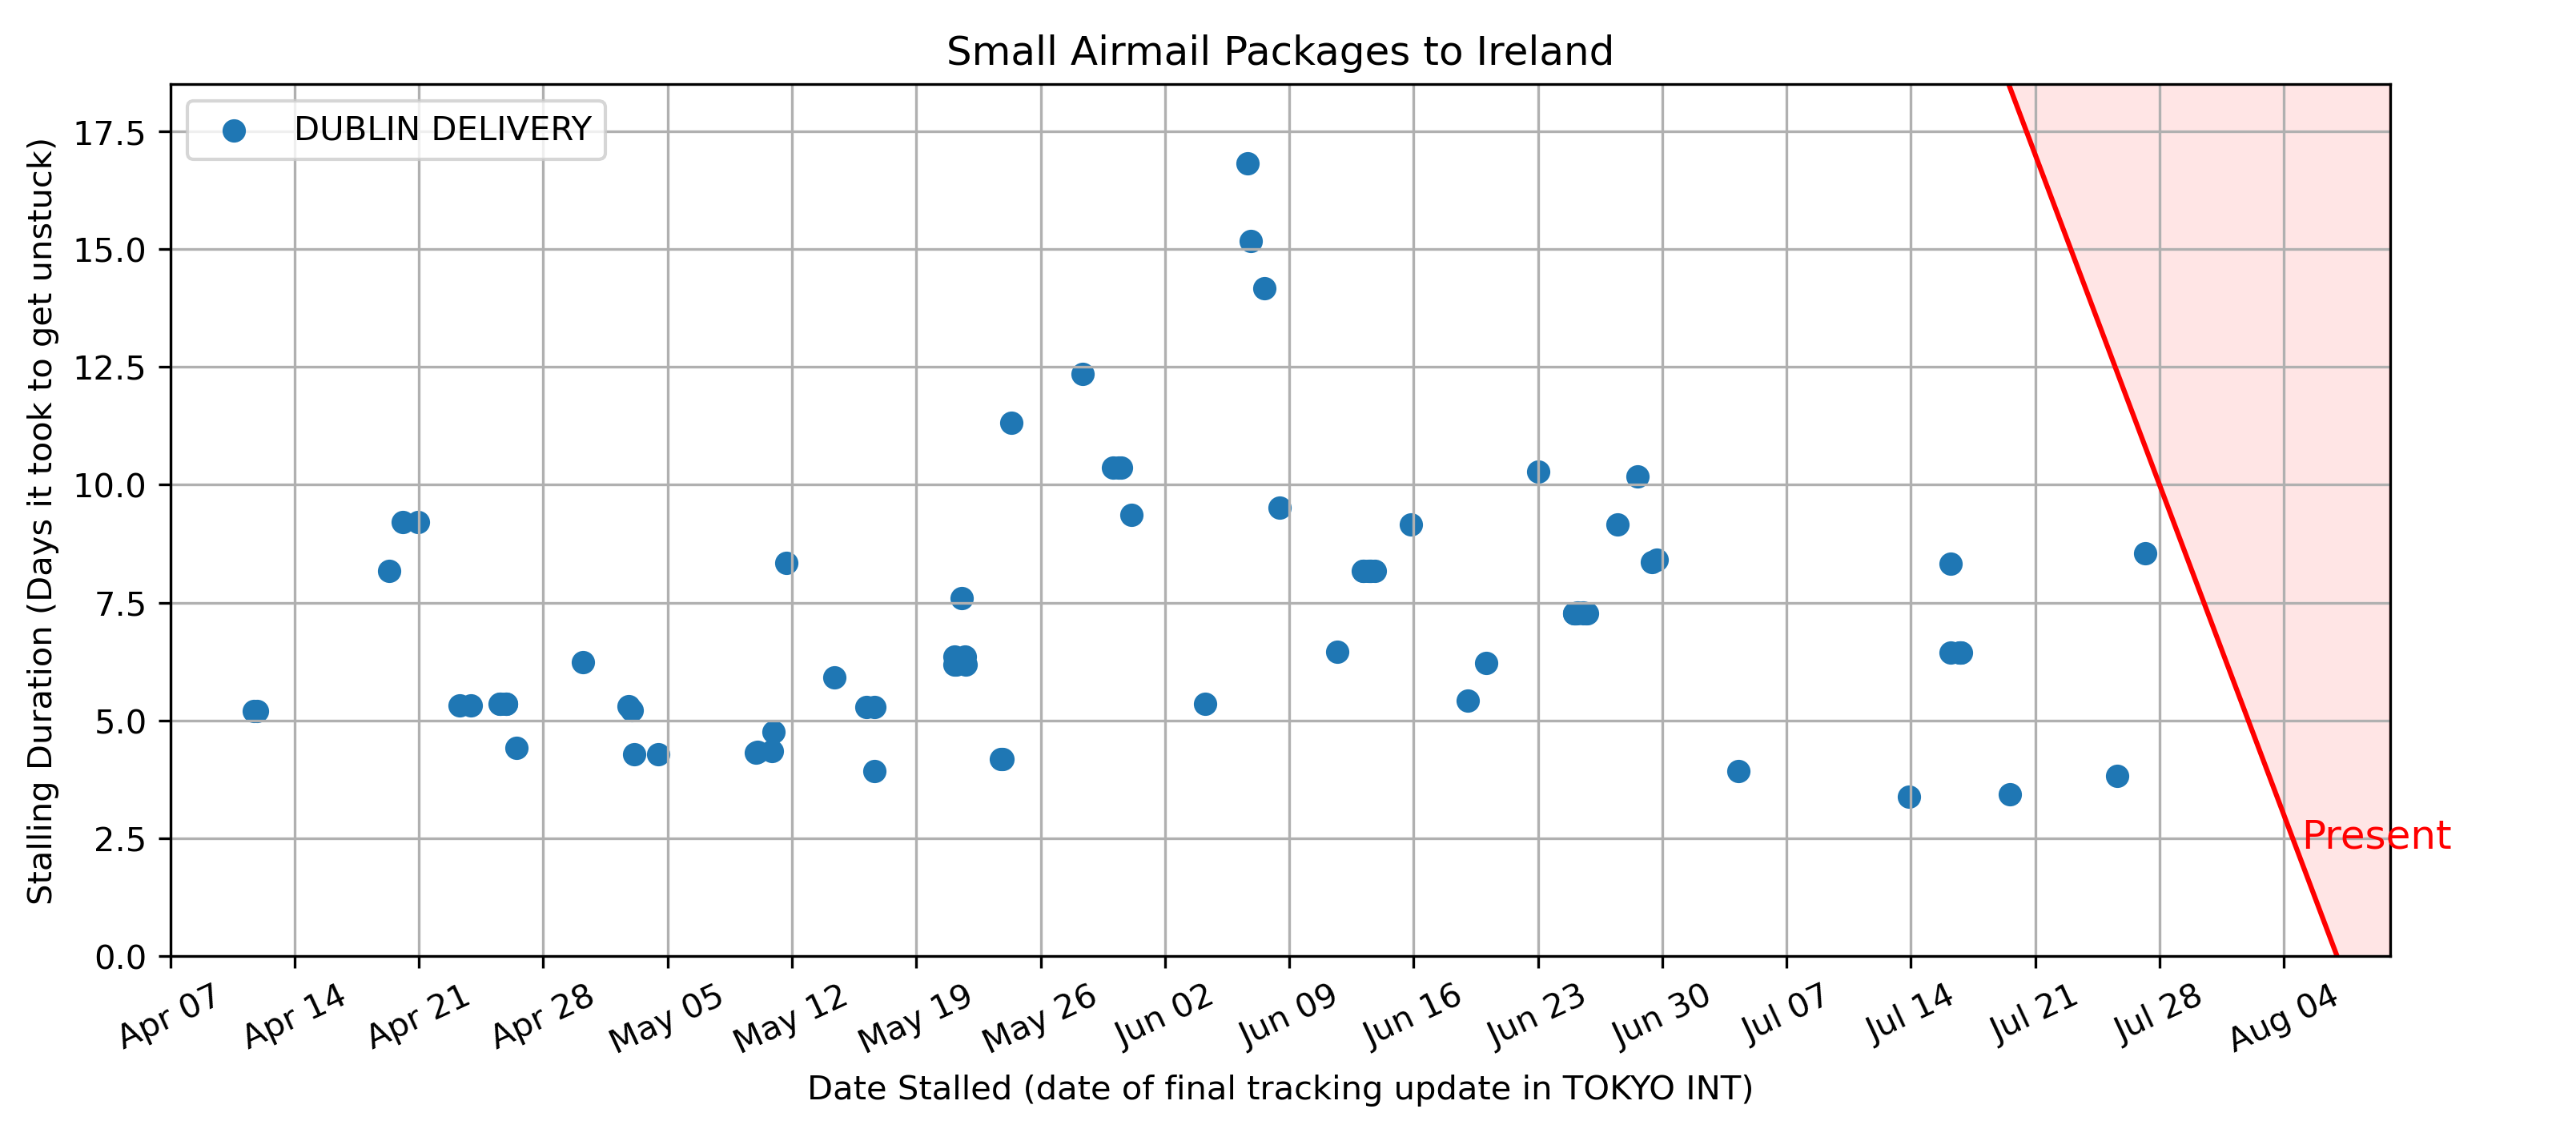 Small Airmail Packages to Ireland
DUBLIN DELIVERY
Stalling Duration (Days it took to get unstuck)
17.5
15.0
12.5
10.0
7.5
5.0
2.5
0.0
Present
Apr 07
Apr 14
Apr 21
Apr 28
May 05
May 12
May 19
May 26
Jun 02
Jun 09
Jun 16
Jun 23
Jun 30
Jul 07
Jul 14
Jul 21
Jul 28
Aug 04
Date Stalled (date of final tracking update in TOKYO INT)